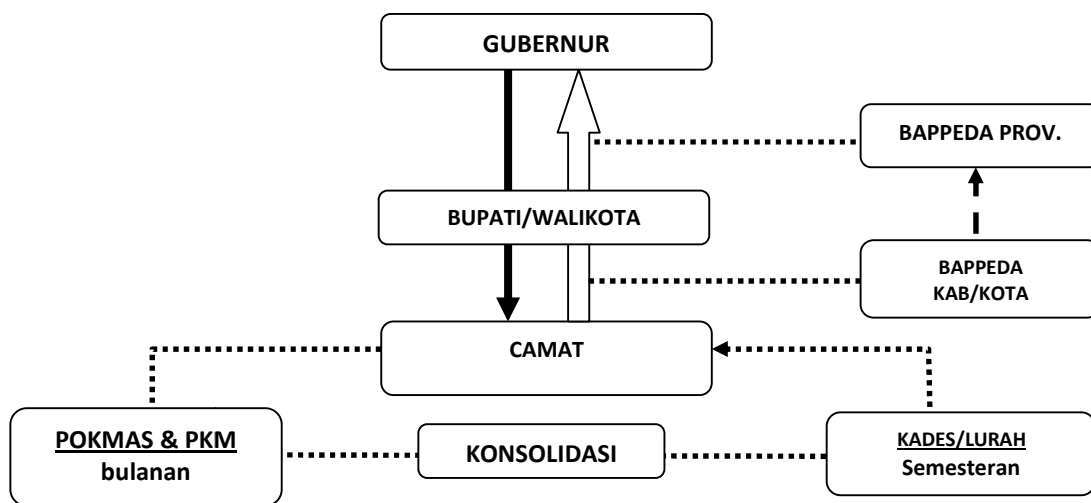 GUBERNUR
BAPPEDA PROV.
BUPATI/WALIKOTA
BAPPEDA
KAB/KOTA
CAMAT
POKMAS & PKM
bulanan
KONSOLIDASI
KADES/LURAH
Semesteran